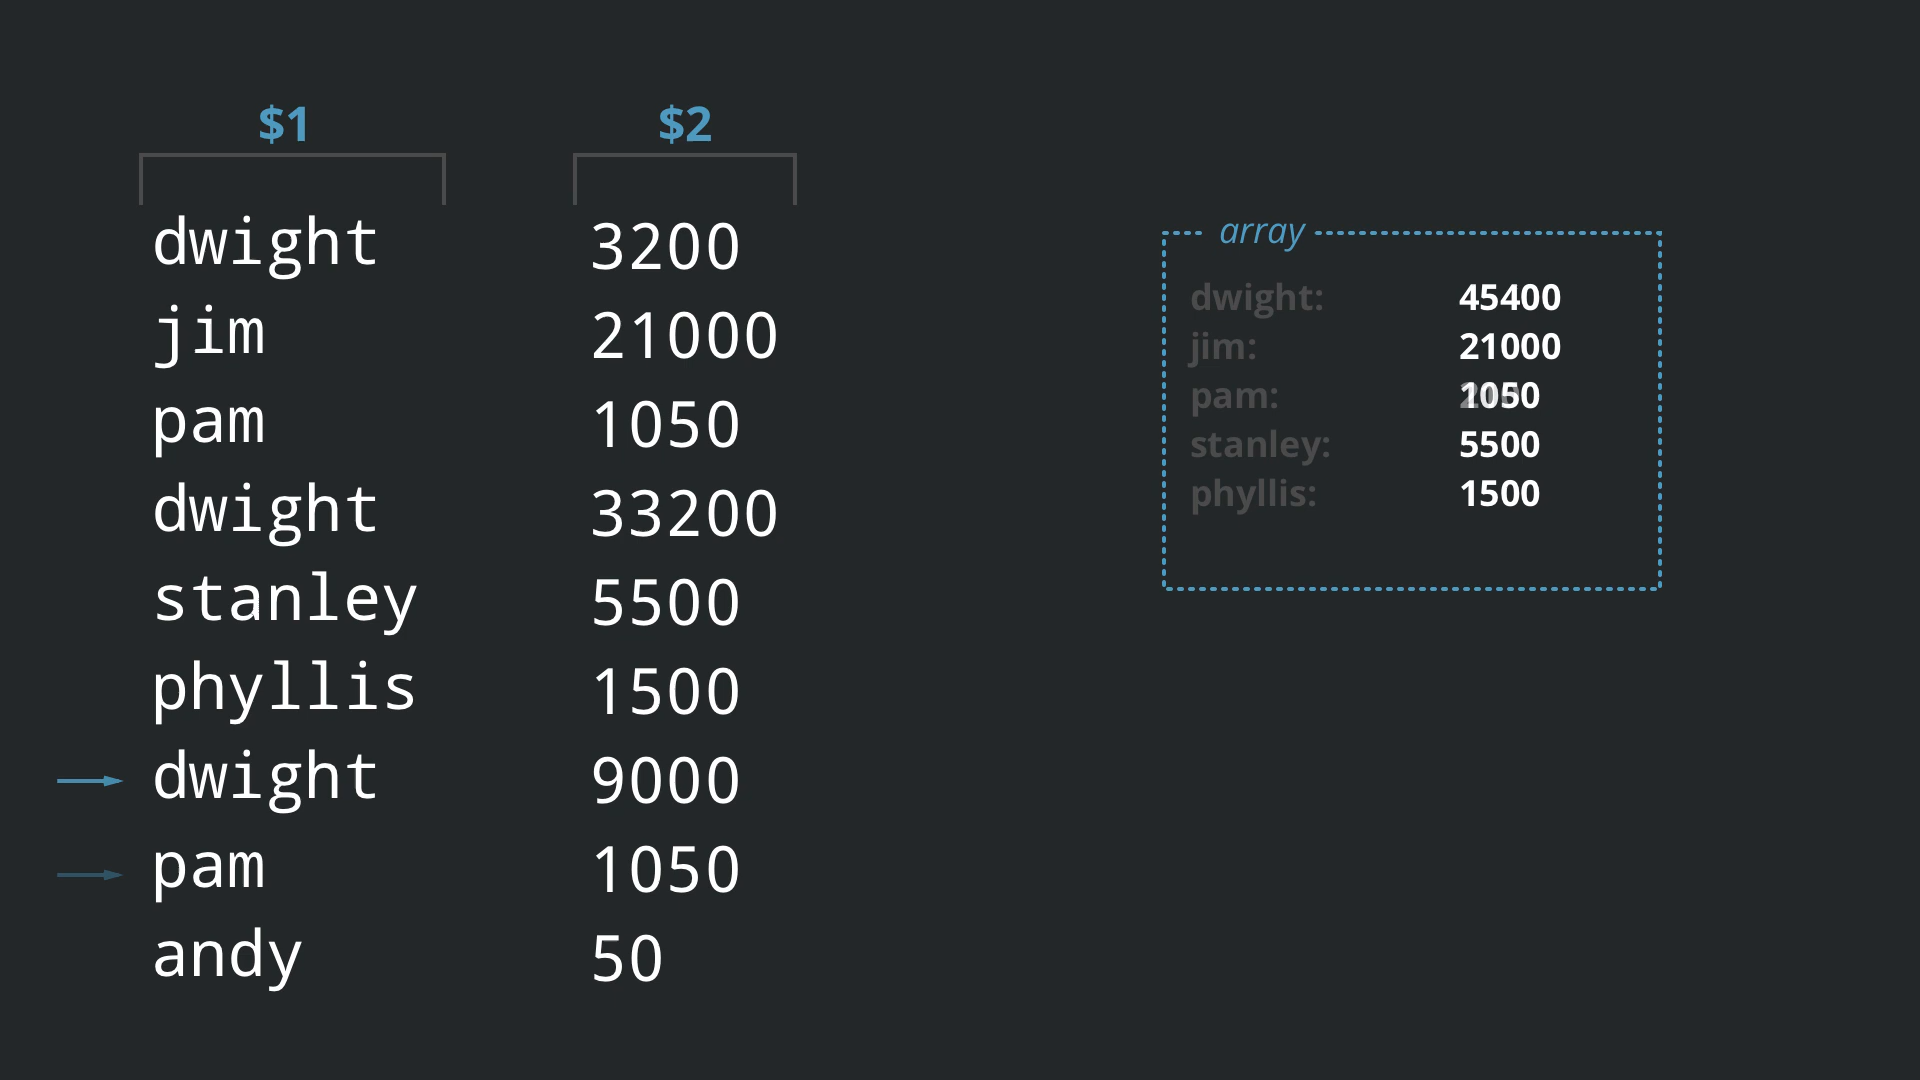 $1 $2
dwight 3200
jim 21000
pam 1050
dwight 33200
stanley 5500
phyllis 1500
dwight 9000
pam 1050
andy 50
array
dwight: 45400
jim: 21000
pam: 1050
stanley: 5500
phyllis: 1500